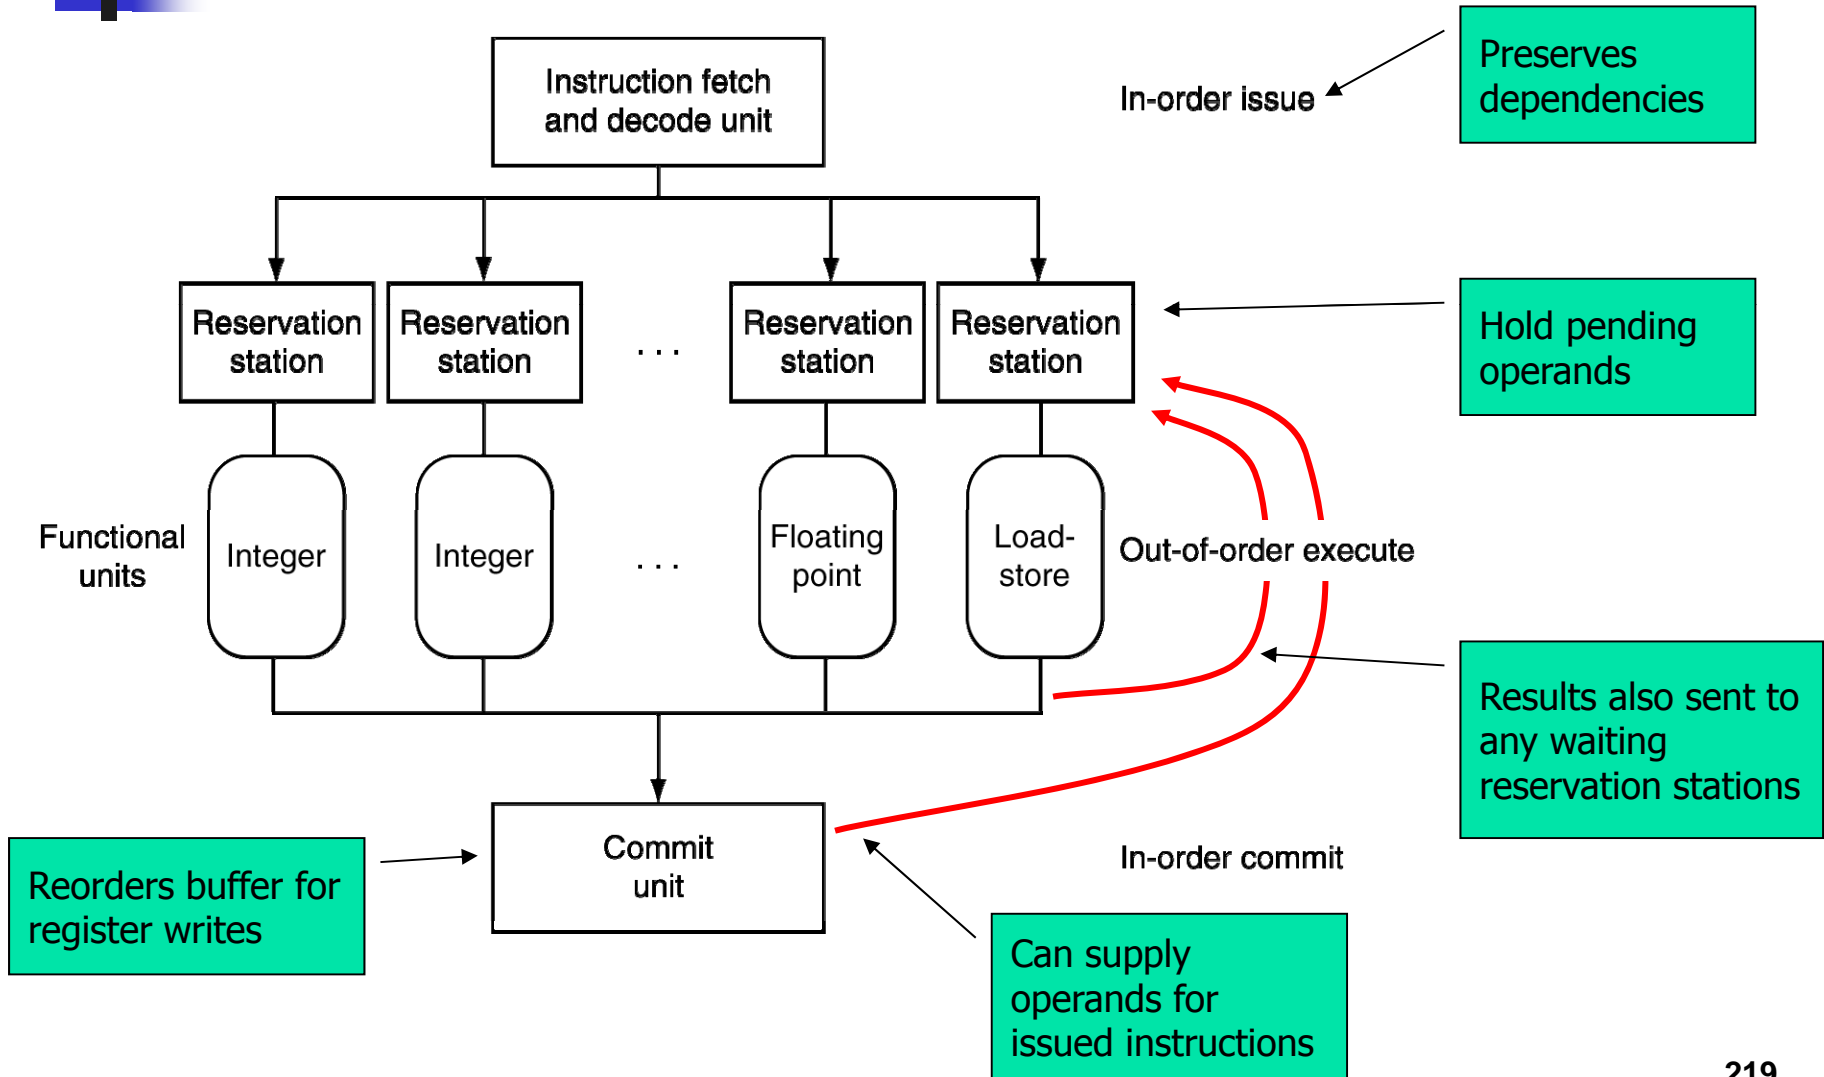 Instruction fetch
and decode unit
In-order issue
Preserves
dependencies
Reservation
station
Reservation
station
...
Reservation
station
Reservation
station
Hold pending
operands
Functional
units
Integer
Integer
...
Floating
point
Load-
store
Out-of-order execute
Results also sent to
any waiting
reservation stations
Commit
unit
In-order commit
Reorders buffer for
register writes
Can supply
operands for
issued instructions
219